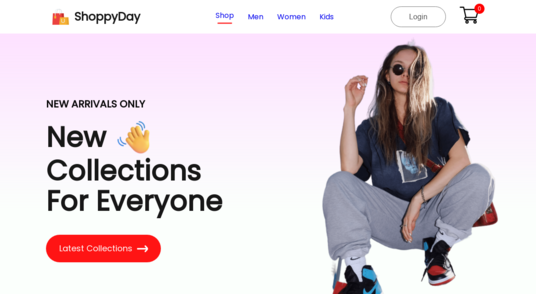 ShoppyDay
Shop
Men
Women
Kids
Login
0
NEW ARRIVALS ONLY
New
Collections
For Everyone
Latest Collections